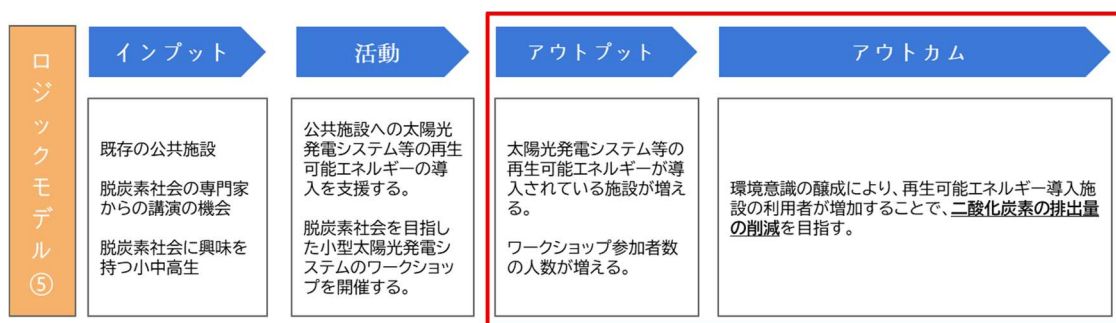 ロジックモデル⑤
インプット
活動
アウトプット
アウトカム
既存の公共施設
脱炭素社会の専門家
からの講演の機会
脱炭素社会に興味を
持つ小中高生
公共施設への太陽光
発電システム等の再生
可能エネルギーの導
入を支援する。
脱炭素社会を目指し
た小型太陽光発電シ
ステムのワークショッ
プを開催する。
太陽光発電システム等の
再生可能エネルギーが導
入されている施設が増え
る。
ワークショップ参加者数
の人数が増える。
環境意識の醸成により、再生可能エネルギー導入施
設の利用者が増加することで、二酸化炭素の排出量
の削減を目指す。